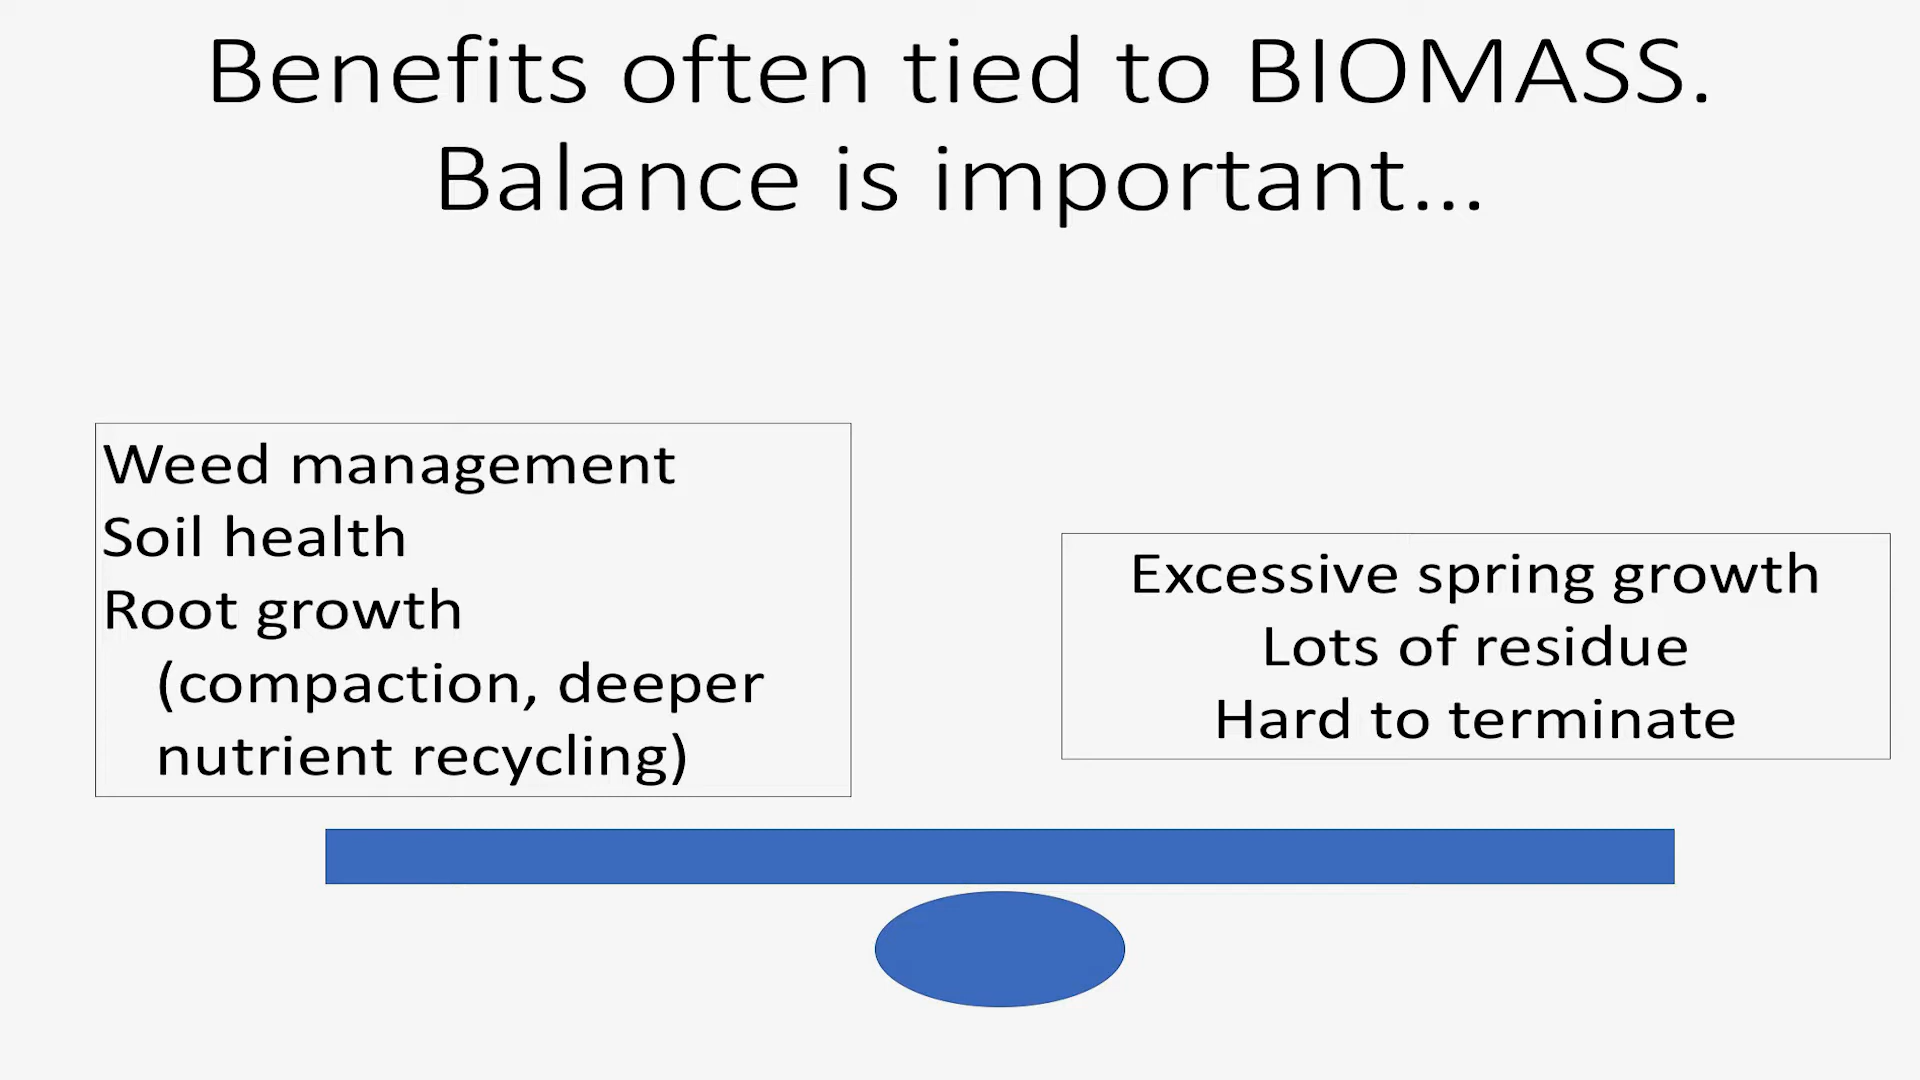 Benefits often tied to BIOMASS.
Balance is important...
Weed management
Soil health
Root growth
(compaction, deeper
nutrient recycling)
Excessive spring growth
Lots of residue
Hard to terminate